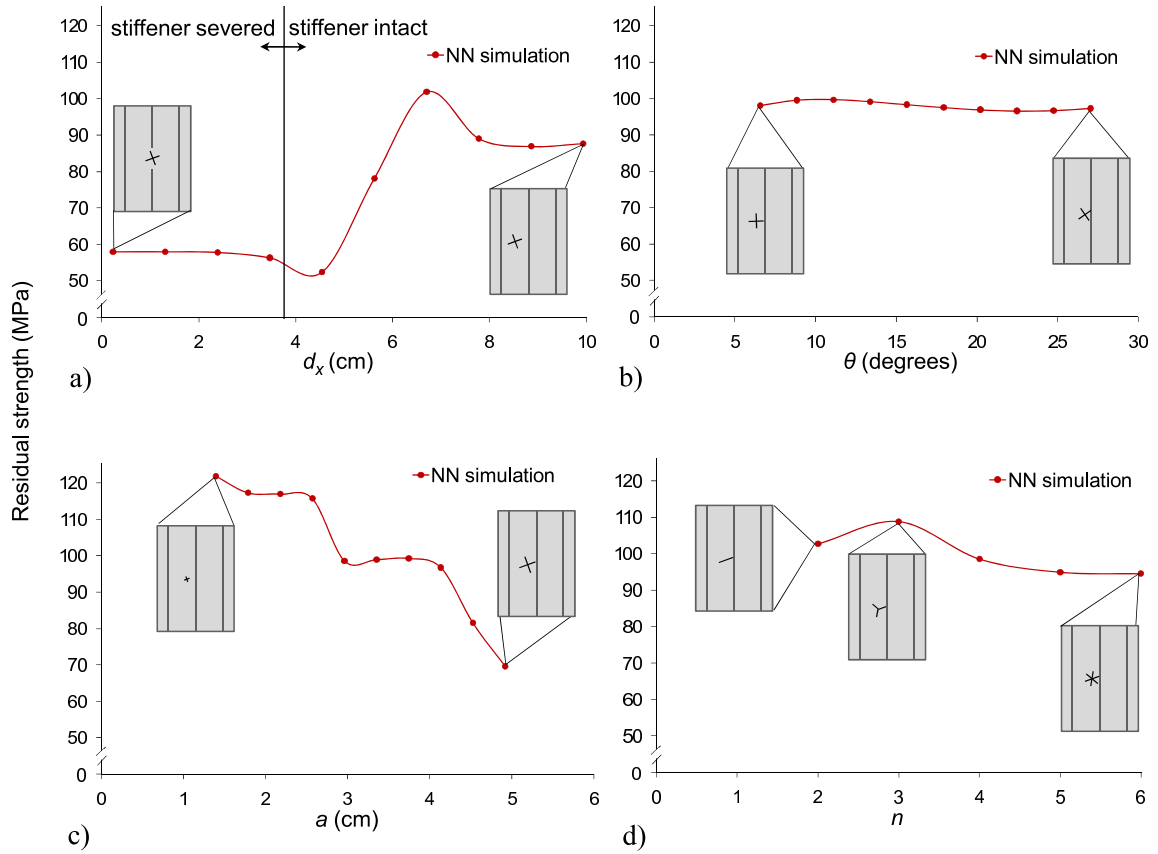 Residual strength (MPa)
stiffener severed
stiffener intact
NN simulation
120
110
100
90
80
70
60
50
0
0 2 4 6 8 10
dₓ (cm)
a)
NN simulation
120
110
100
90
80
70
60
50
0
0 5 10 15 20 25 30
θ (degrees)
b)
NN simulation
120
110
100
90
80
70
60
50
0
0 1 2 3 4 5 6
a (cm)
c)
NN simulation
120
110
100
90
80
70
60
50
0
0 1 2 3 4 5 6
n
d)